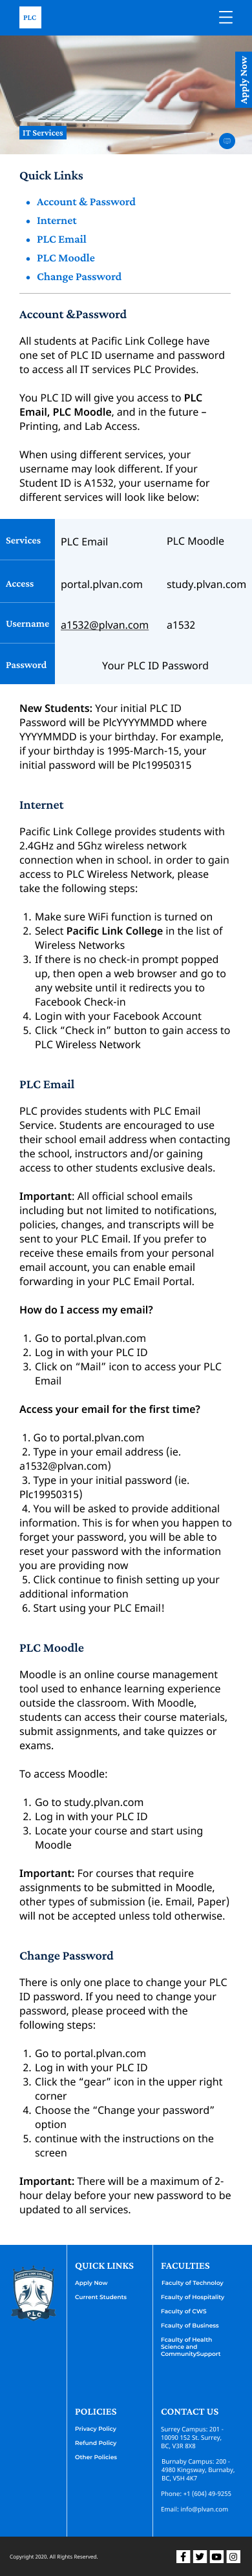 PLC
Apply Now
IT Services
Quick Links
Account & Password
Internet
PLC Email
PLC Moodle
Change Password
Account &Password
All students at Pacific Link College have
one set of PLC ID username and password
to access all IT services PLC Provides.
You PLC ID will give you access to PLC
Email, PLC Moodle, and in the future –
Printing, and Lab Access.
When using different services, your
username may look different. If your
Student ID is A1532, your username for
different services will look like below:
Services PLC Email PLC Moodle
Access portal.plvan.com study.plvan.com
Username a1532@plvan.com a1532
Password Your PLC ID Password
New Students: Your initial PLC ID
Password will be PlcYYYYMMDD where
YYYYMMDD is your birthday. For example,
if your birthday is 1995-March-15, your
initial password will be Plc19950315
Internet
Pacific Link College provides students with
2.4GHz and 5Ghz wireless network
connection when in school. in order to gain
access to PLC Wireless Network, please
take the following steps:
1. Make sure WiFi function is turned on
2. Select Pacific Link College in the list of
Wireless Networks
3. If there is no check-in prompt popped
up, then open a web browser and go to
any website until it redirects you to
Facebook Check-in
4. Login with your Facebook Account
5. Click “Check in” button to gain access to
PLC Wireless Network
PLC Email
PLC provides students with PLC Email
Service. Students are encouraged to use
their school email address when contacting
the school, instructors and/or gaining
access to other students exclusive deals.
Important: All official school emails
including but not limited to notifications,
policies, changes, and transcripts will be
sent to your PLC Email. If you prefer to
receive these emails from your personal
email account, you can enable email
forwarding in your PLC Email Portal.
How do I access my email?
1. Go to portal.plvan.com
2. Log in with your PLC ID
3. Click on “Mail” icon to access your PLC
Email
Access your email for the first time?
1. Go to portal.plvan.com
2. Type in your email address (ie.
a1532@plvan.com)
3. Type in your initial password (ie.
Plc19950315)
4. You will be asked to provide additional
information. This is for when you happen to
forget your password, you will be able to
reset your password with the information
you are providing now
5. Click continue to finish setting up your
additional information
6. Start using your PLC Email!
PLC Moodle
Moodle is an online course management
tool used to enhance learning experience
outside the classroom. With Moodle,
students can access their course materials,
submit assignments, and take quizzes or
exams.
To access Moodle:
1. Go to study.plvan.com
2. Log in with your PLC ID
3. Locate your course and start using
Moodle
Important: For courses that require
assignments to be submitted in Moodle,
other types of submission (ie. Email, Paper)
will not be accepted unless told otherwise.
Change Password
There is only one place to change your PLC
ID password. If you need to change your
password, please proceed with the
following steps:
1. Go to portal.plvan.com
2. Log in with your PLC ID
3. Click the “gear” icon in the upper right
corner
4. Choose the “Change your password”
option
5. continue with the instructions on the
screen
Important: There will be a maximum of 2-
hour delay before your new password to be
updated to all services.
PLC
QUICK LINKS
Apply Now
Current Students
FACULTIES
Faculty of Technoloy
Fcaulty of Hospitality
Faculty of CWS
Fcaulty of Business
Fcaulty of Health
Science and
CommunitySupport
POLICIES
Privacy Policy
Refund Policy
Other Policies
CONTACT US
Surrey Campus: 201 -
10090 152 St. Surrey,
BC, V3R 8X8
Burnaby Campus: 200 -
4980 Kingsway, Burnaby,
BC, V5H 4K7
Phone: +1 (604) 49-9255
Email: info@plvan.com
Copyright 2020. All Rights Reserved.